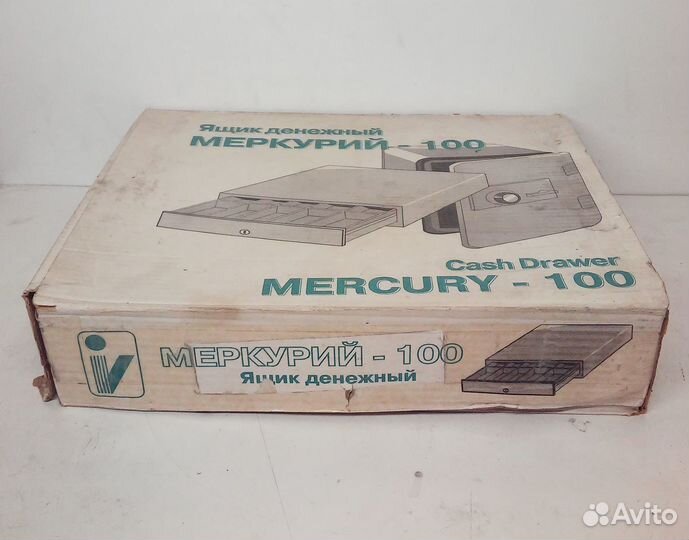 Ящик денежный
МЕРКУРИЙ - 100
Cash Drawer
MERCURY - 100
МЕРКУРИЙ - 100
Ящик денежный
Avito